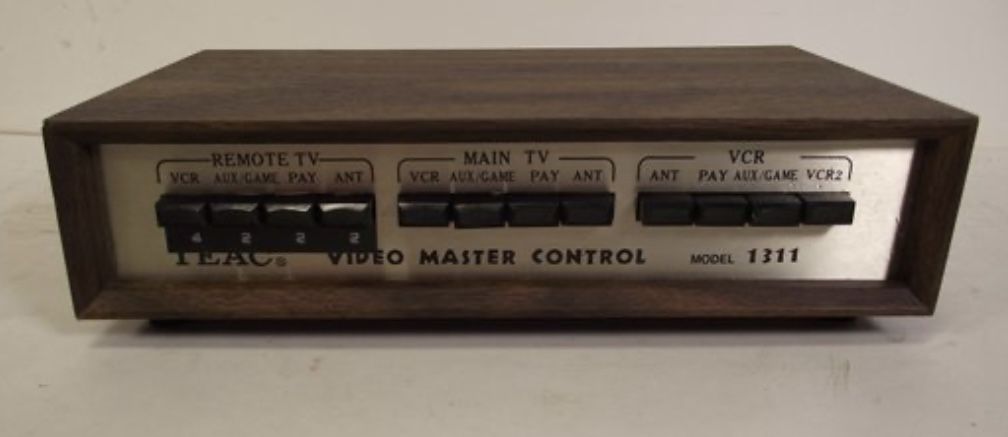 REMOTE TV MAIN TV VCR
VCR AUX/GAME PAY ANT VCR AUX/GAME PAY ANT ANT PAY AUX/GAME VCR2
4 2 2 2
TEAC® VIDEO MASTER CONTROL MODEL 1311